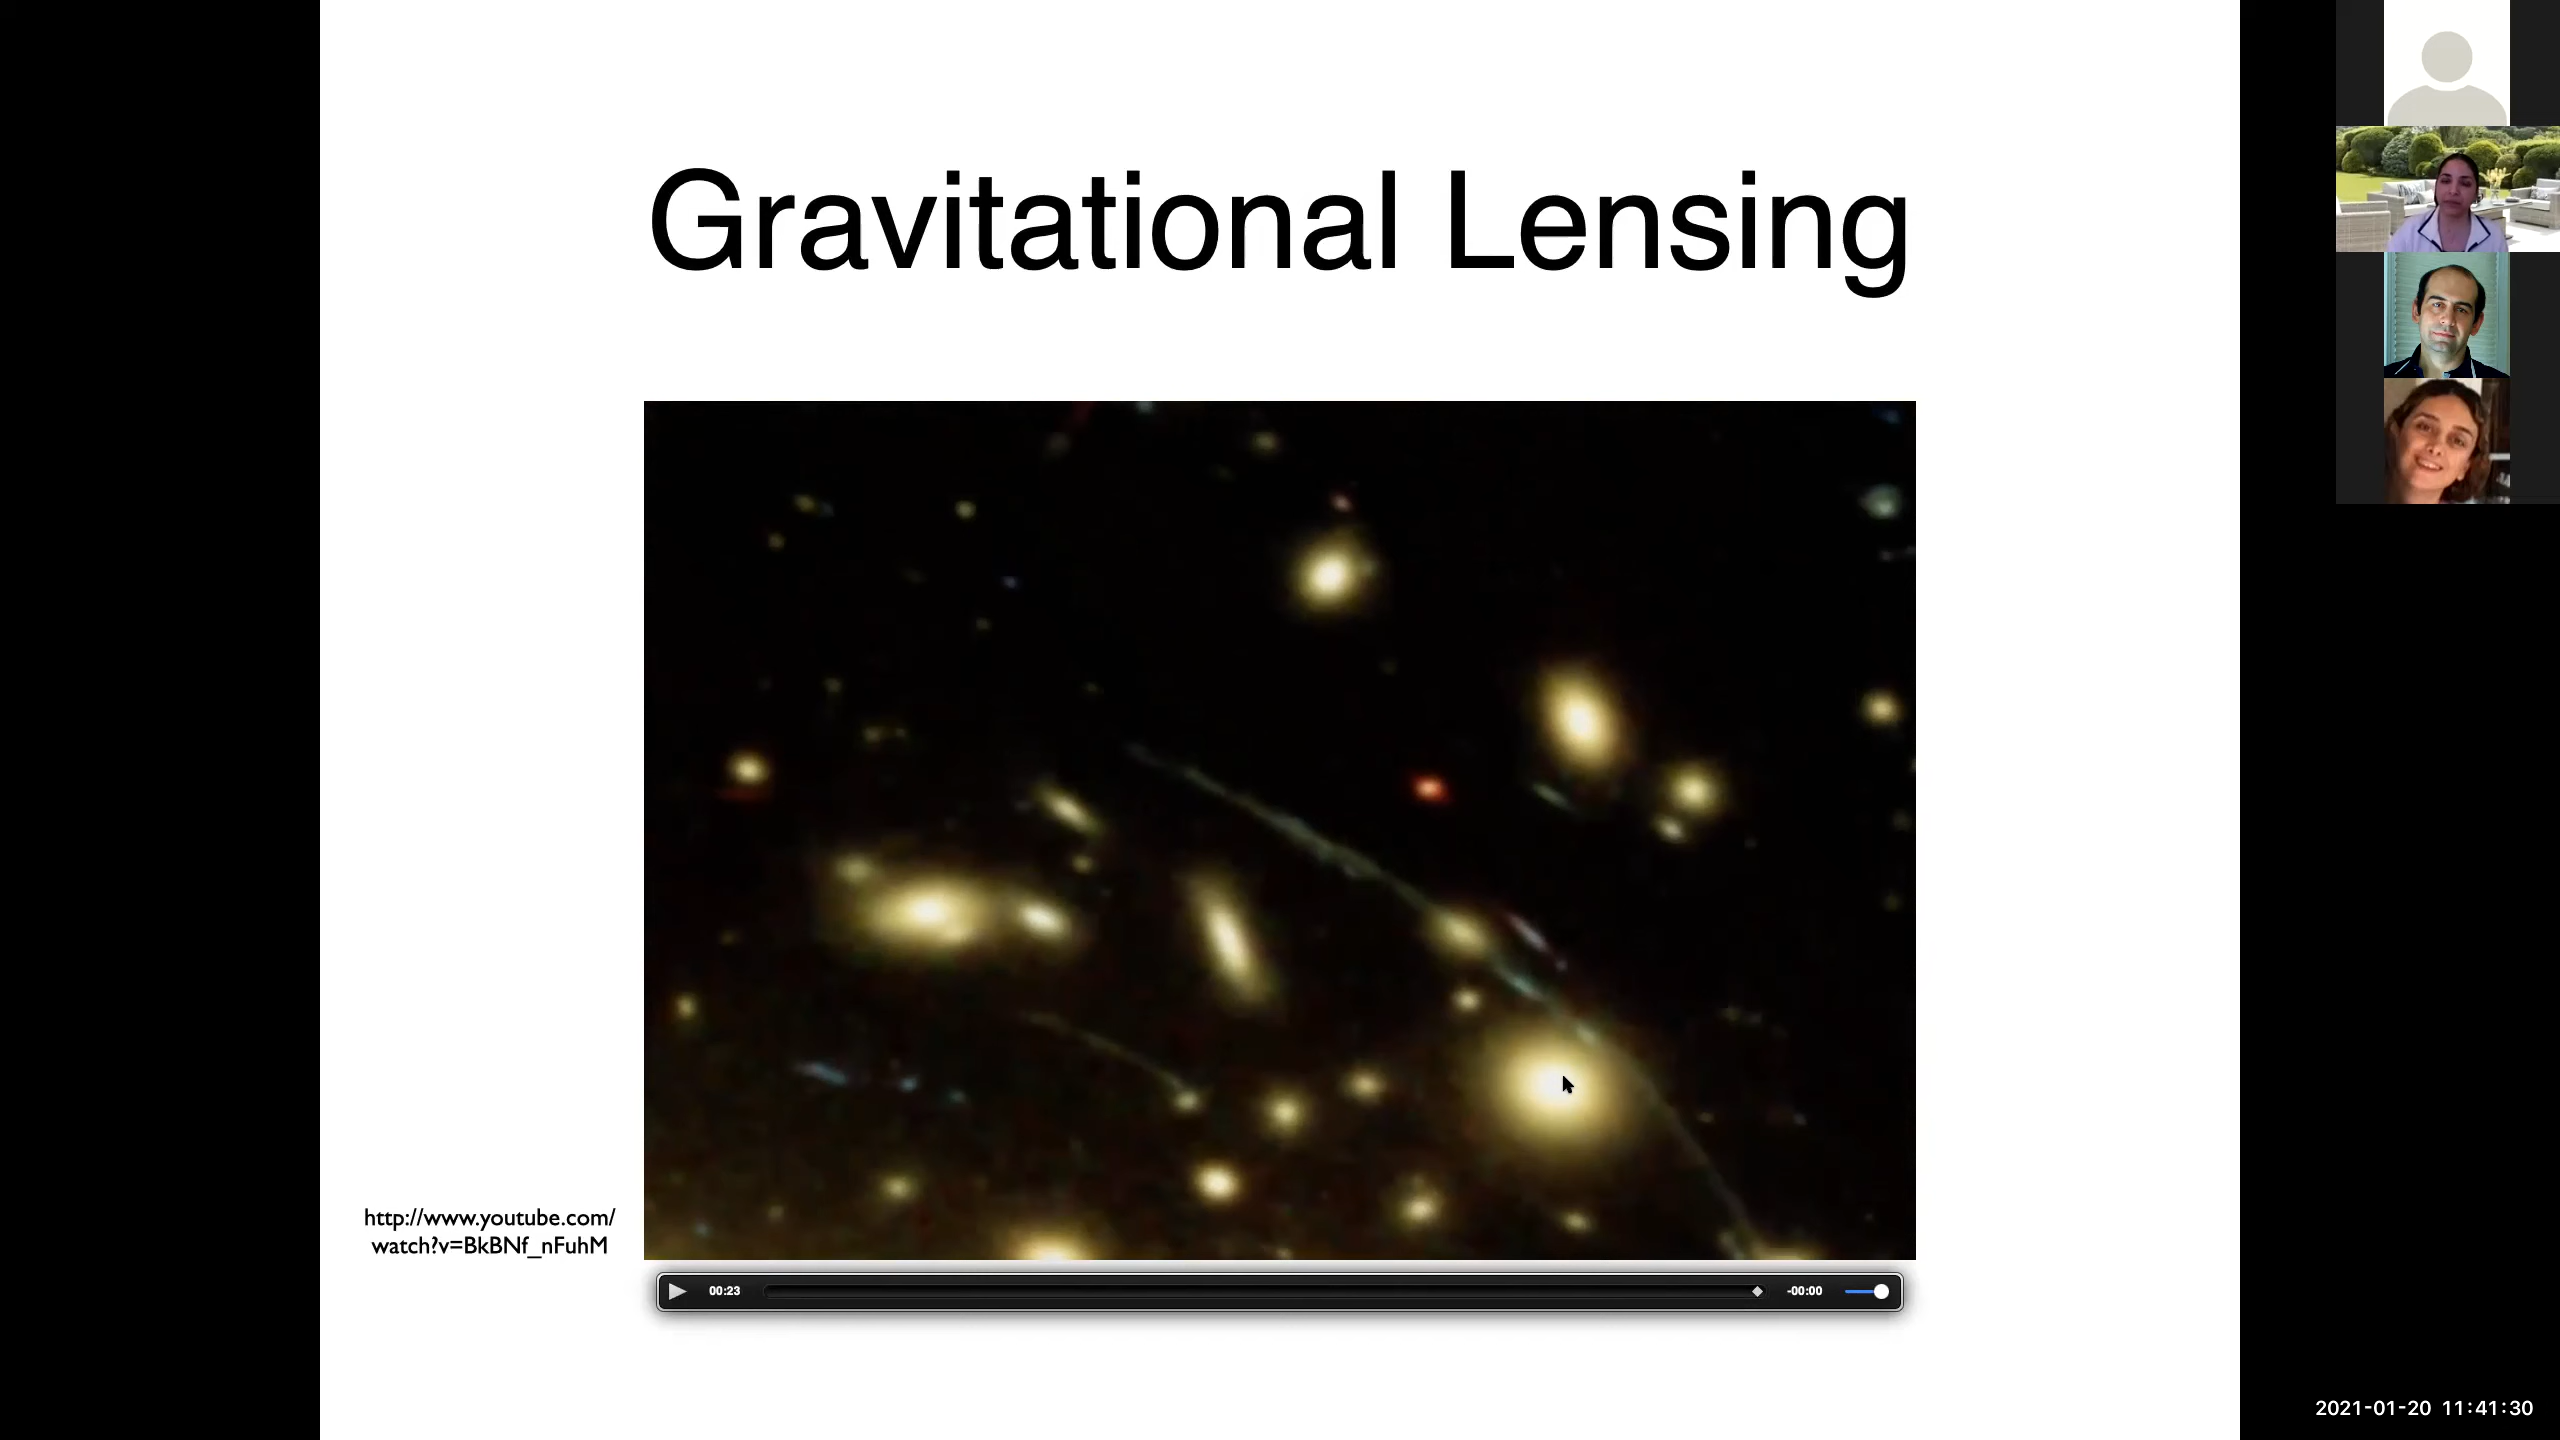 Gravitational Lensing
http://www.youtube.com/
watch?v=BkBNf_nFuhM
00:23
-00:00
2021-01-20 11:41:30